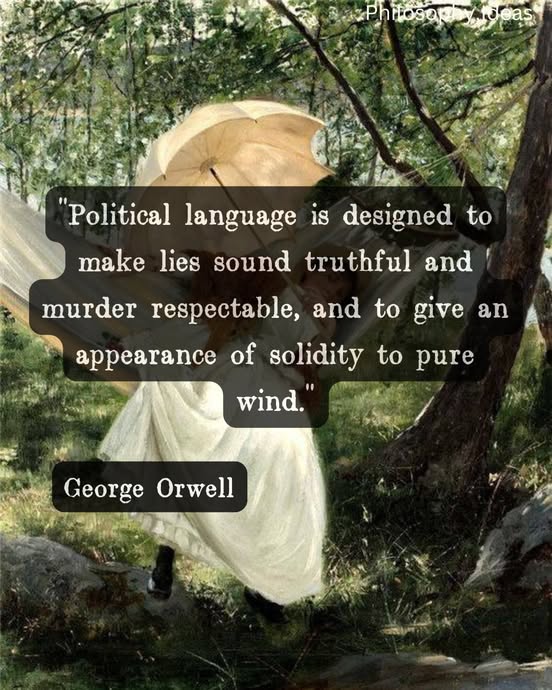 Philosophy.Ideas
"Political language is designed to
make lies sound truthful and
murder respectable, and to give an
appearance of solidity to pure
wind."
George Orwell